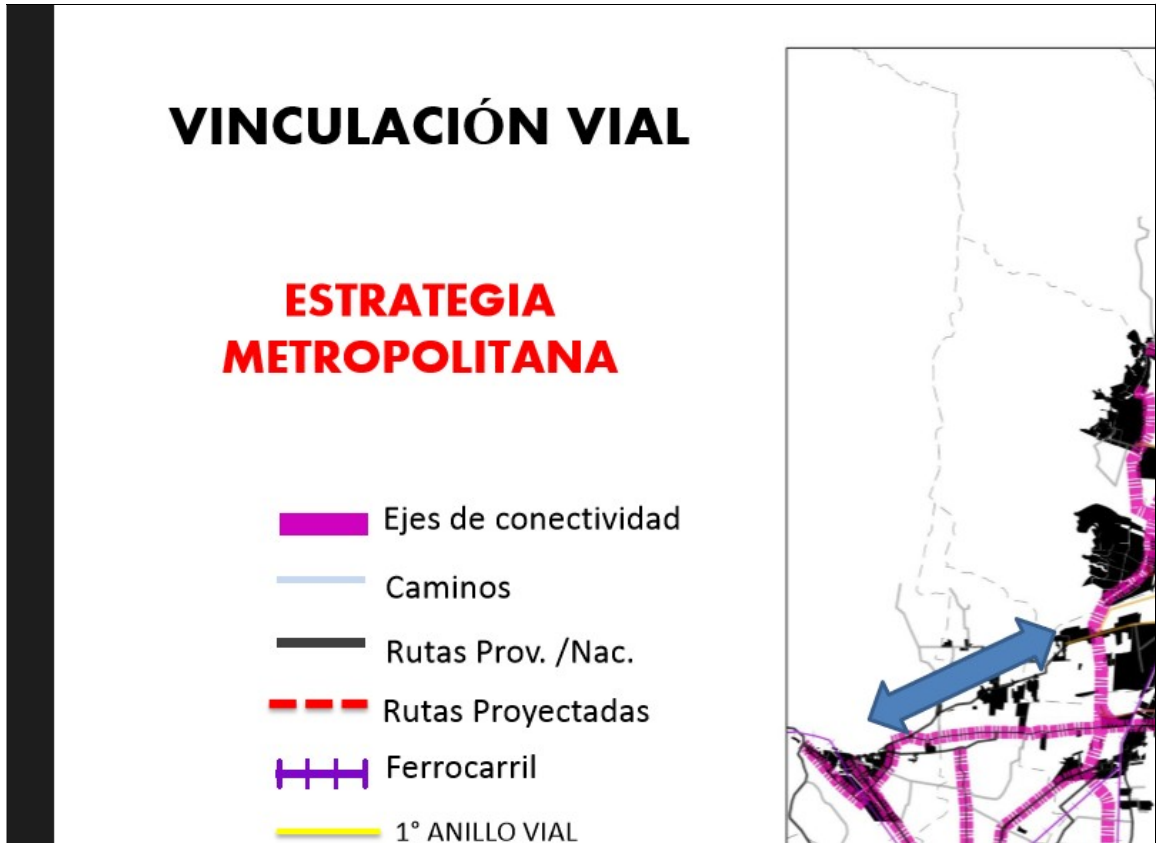 VINCULACIÓN VIAL
ESTRATEGIA
METROPOLITANA
Ejes de conectividad
Caminos
Rutas Prov. /Nac.
Rutas Proyectadas
Ferrocarril
1° ANILLO VIAL